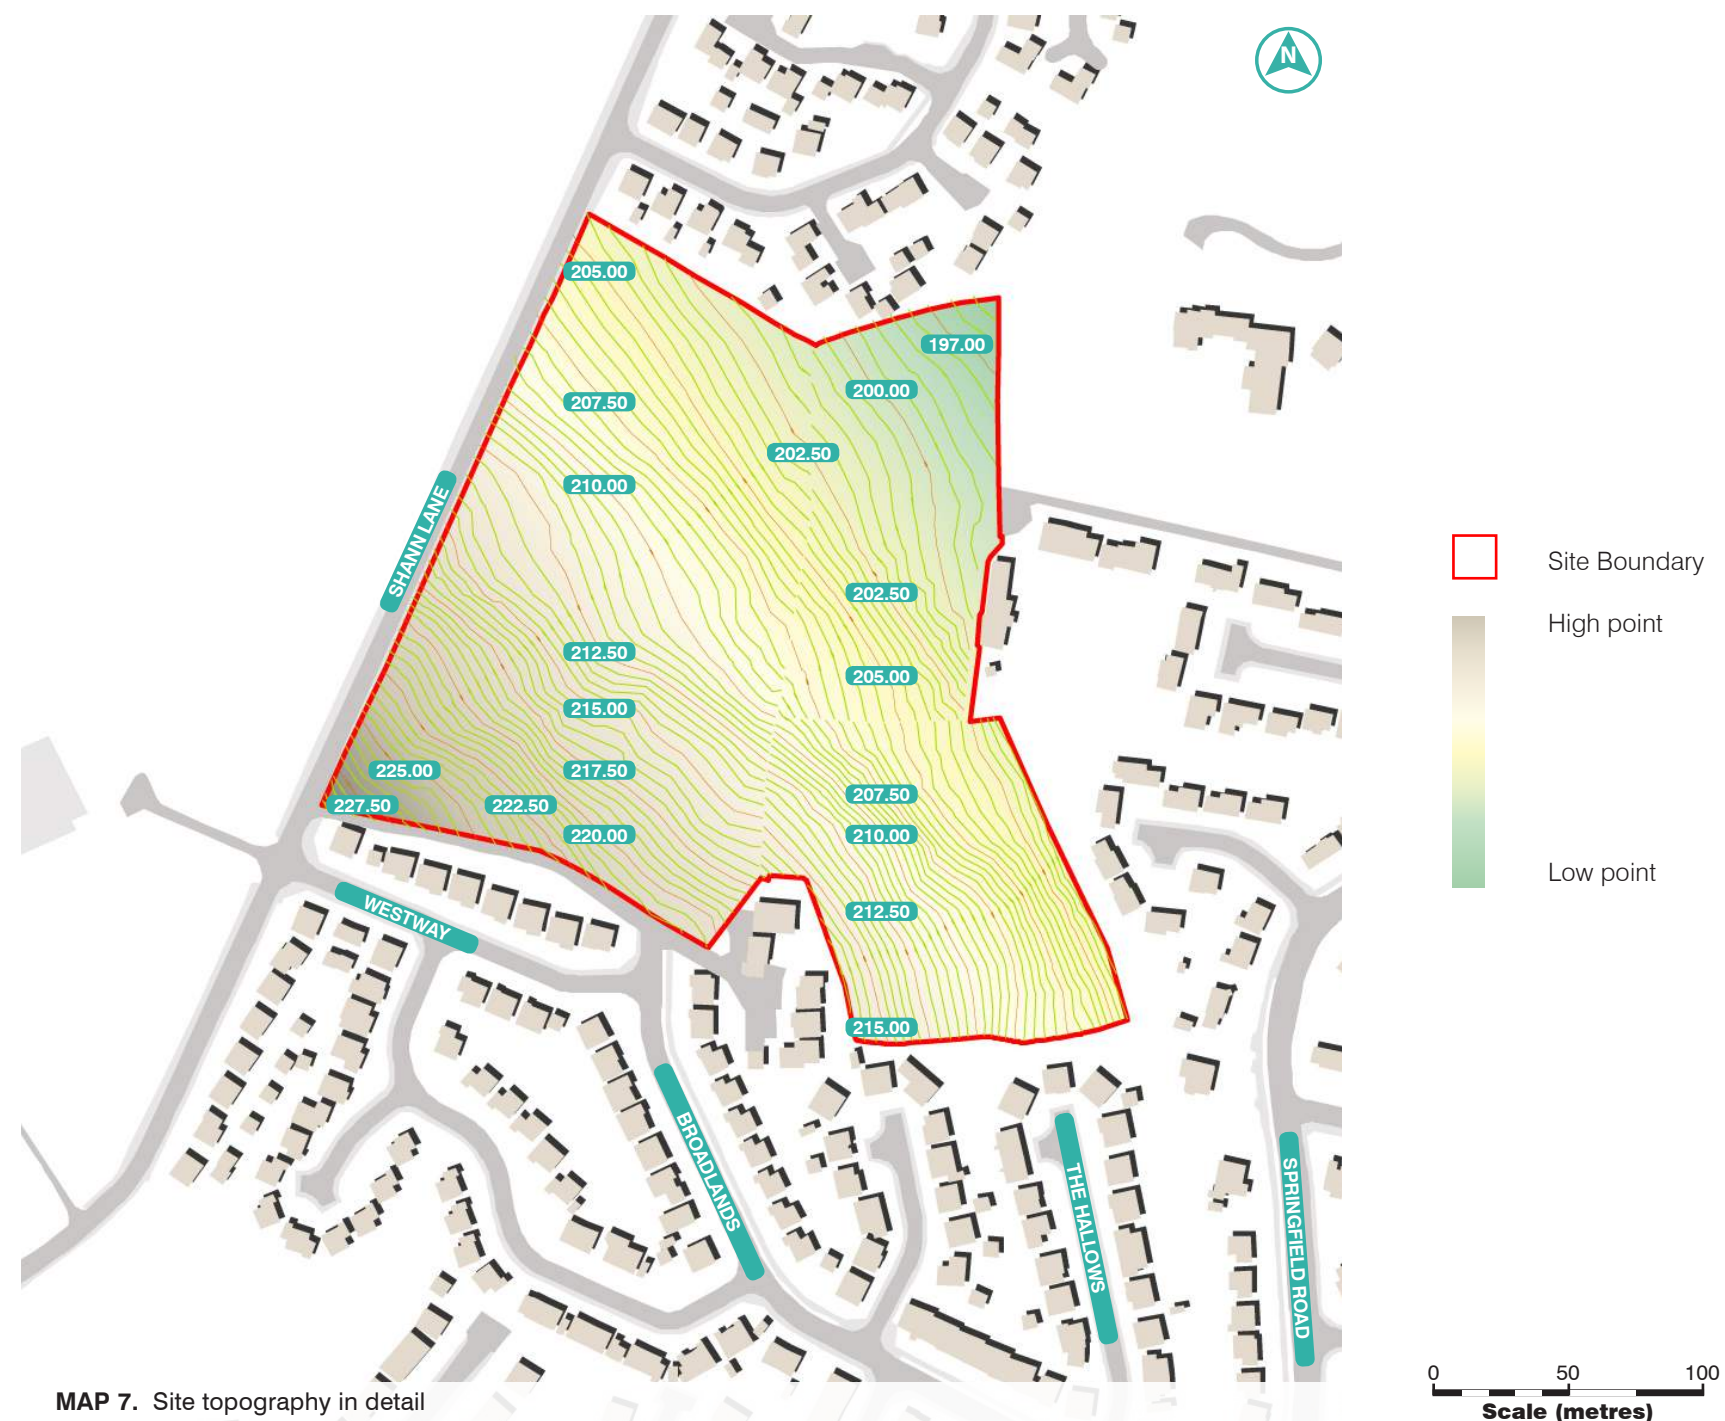 N
205.00
197.00
200.00
207.50
202.50
210.00
SHANN LANE
202.50
212.50
205.00
215.00
225.00
217.50
207.50
227.50
222.50
220.00
210.00
WESTWAY
212.50
215.00
BROADLANDS
THE HALLOWS
SPRINGFIELD ROAD
Site Boundary
High point
Low point
0 50 100
Scale (metres)
MAP 7. Site topography in detail